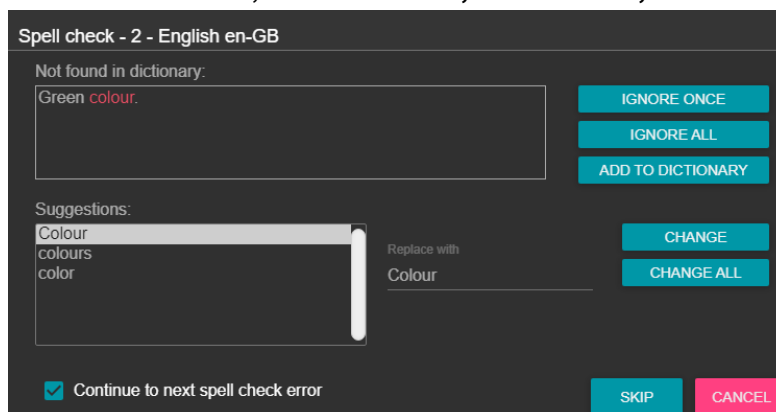 Spell check - 2 - English en-GB
Not found in dictionary:
Green colour.
IGNORE ONCE
IGNORE ALL
ADD TO DICTIONARY
Suggestions:
Colour
colours
color
Replace with
Colour
CHANGE
CHANGE ALL
Continue to next spell check error
SKIP
CANCEL